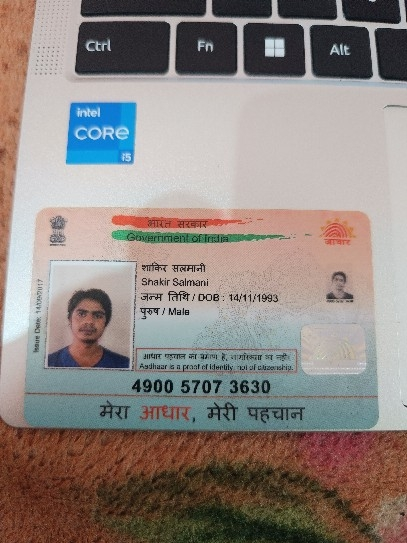 Ctrl
Fn
Alt
intel
CORE
i5
भारत सरकार
Government of India
आधार
Issue Date: 14/09/2017
शाकिर सलमानी
Shakir Salmani
जन्म तिथि / DOB : 14/11/1993
पुरुष / Male
आधार पहचान का प्रमाण है, नागरिकता का नहीं।
Aadhaar is a proof of identity, not of citizenship.
4900 5707 3630
मेरा आधार, मेरी पहचान